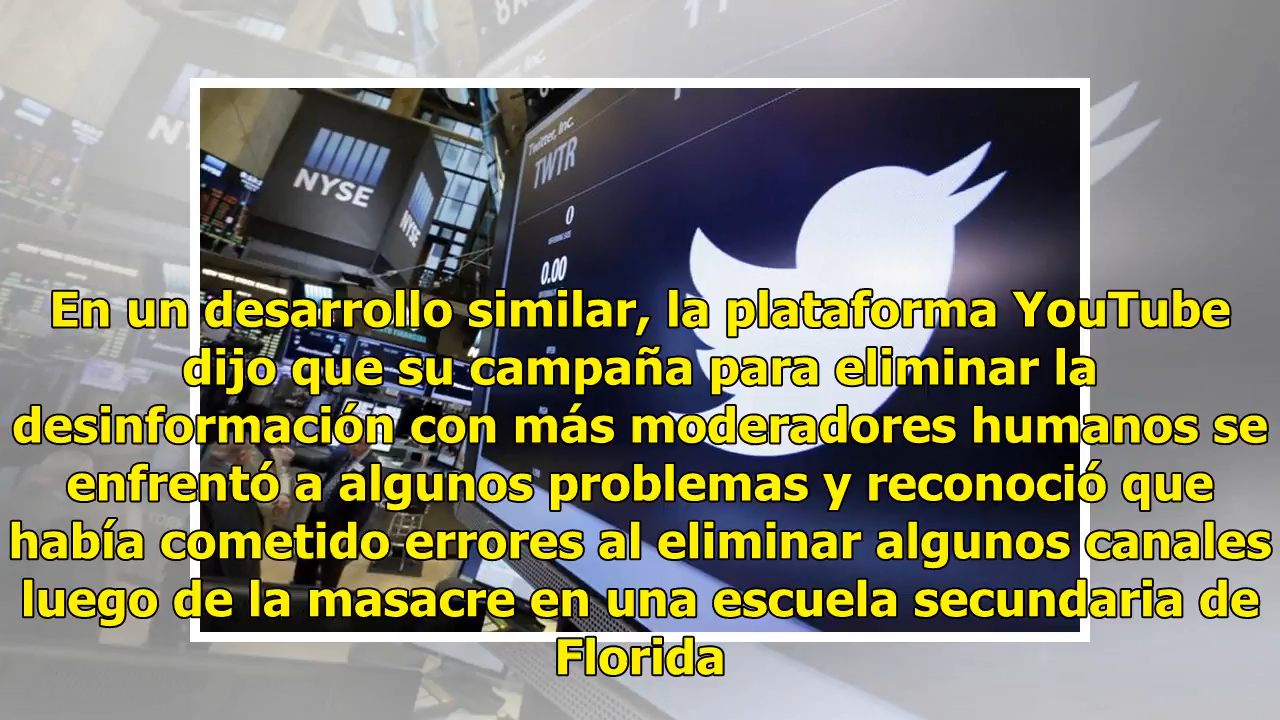 Twitter, Inc.
TWTR
NYSE
NYSE
0
0.00
En un desarrollo similar, la plataforma YouTube
dijo que su campaña para eliminar la
desinformación con más moderadores humanos se
enfrentó a algunos problemas y reconoció que
había cometido errores al eliminar algunos canales
luego de la masacre en una escuela secundaria de
Florida